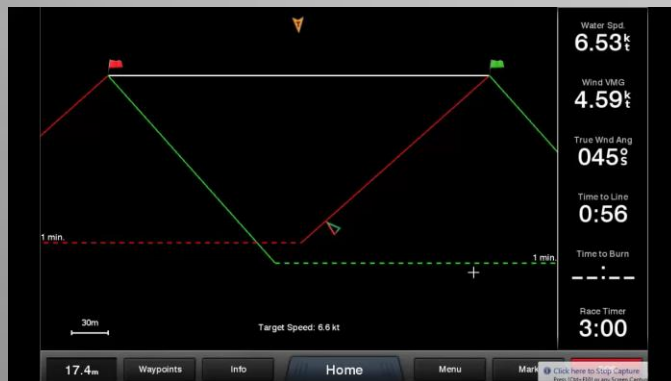 Water Spd.
6.53kt
Wind VMG
4.59kt
True Wnd Ang
045°S
Time to Line
0:56
Time to Burn
--:--
Race Timer
3:00
1 min.
1 min.
30m
Target Speed: 6.6 kt
17.4m
Waypoints
Info
Home
Menu
Mark
Click here to Stop Capture